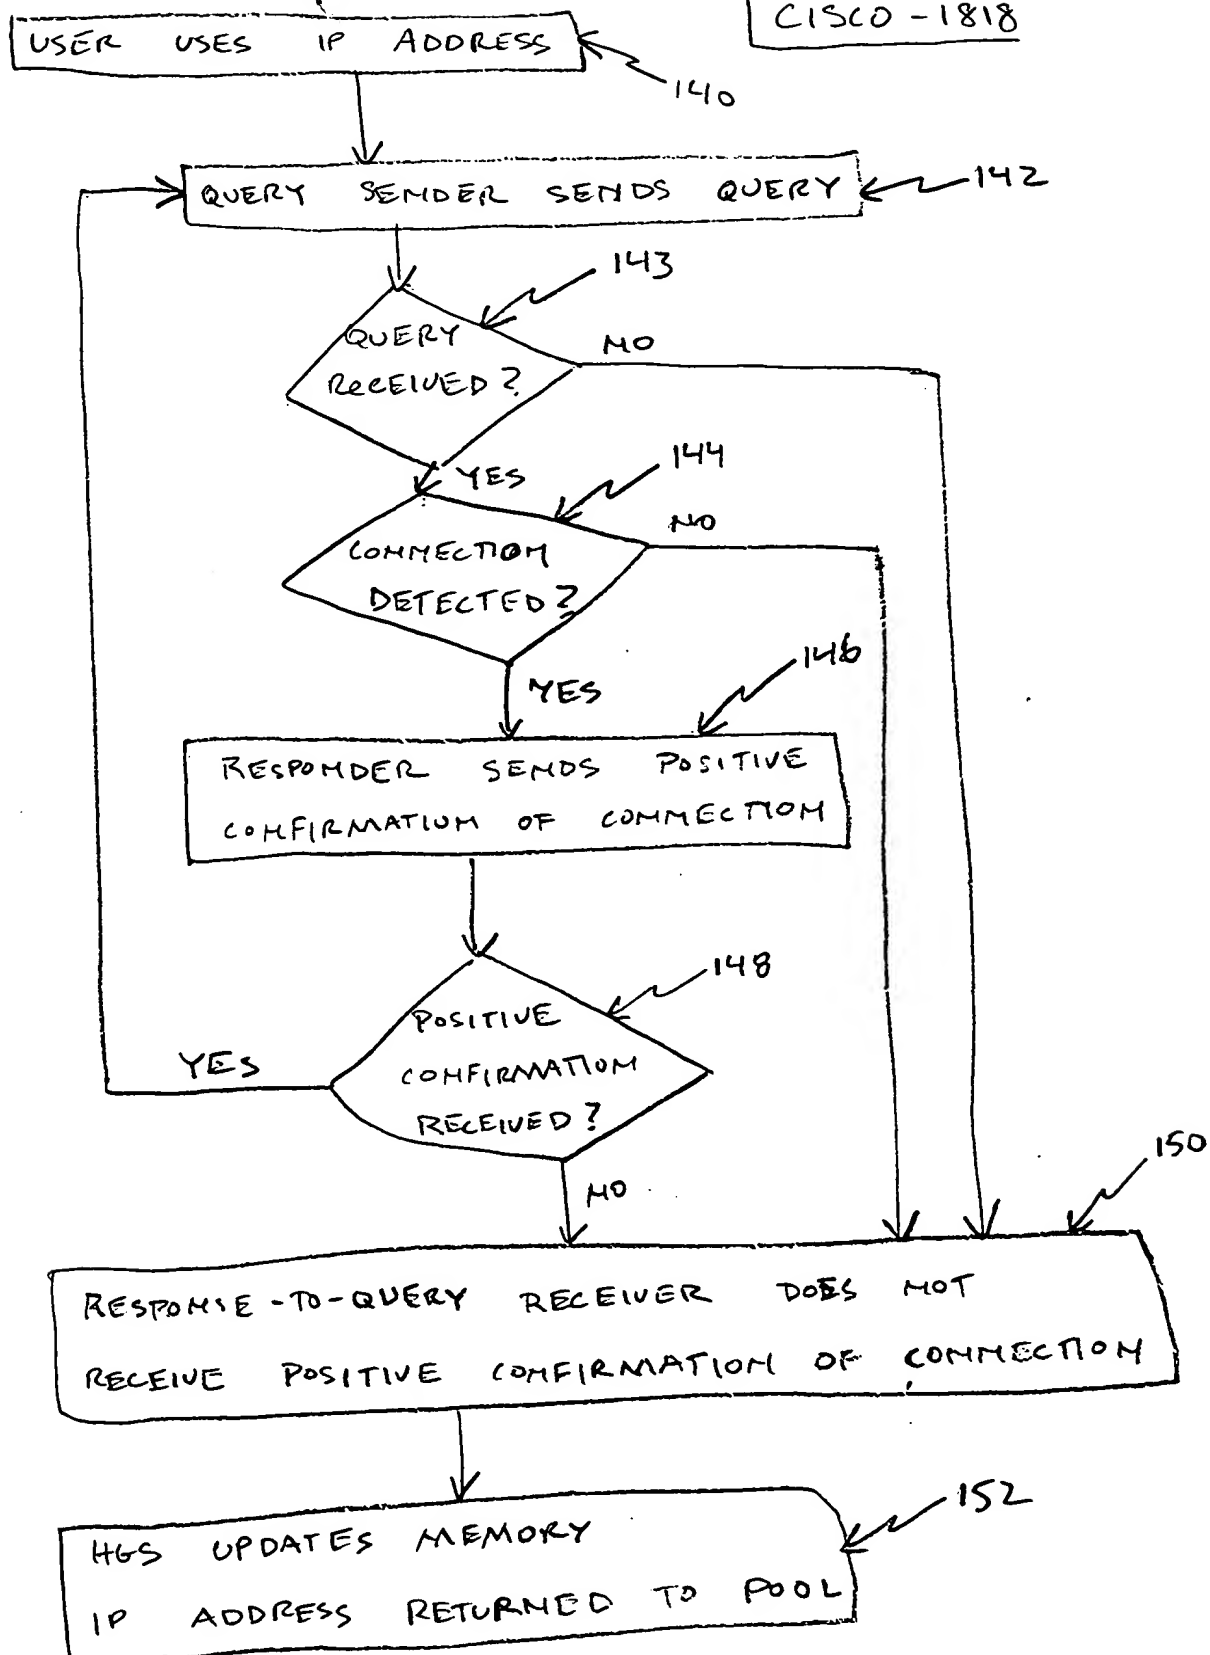 CISCO - 1818
USER USES IP ADDRESS
140
QUERY SENDER SENDS QUERY
142
143
QUERY
RECEIVED?
NO
YES
144
CONNECTION
DETECTED?
NO
YES
146
RESPONDER SENDS POSITIVE
CONFIRMATION OF CONNECTION
148
POSITIVE
CONFIRMATION
RECEIVED?
YES
NO
150
RESPONSE-TO-QUERY RECEIVER DOES NOT
RECEIVE POSITIVE CONFIRMATION OF CONNECTION
152
HGS UPDATES MEMORY
IP ADDRESS RETURNED TO POOL